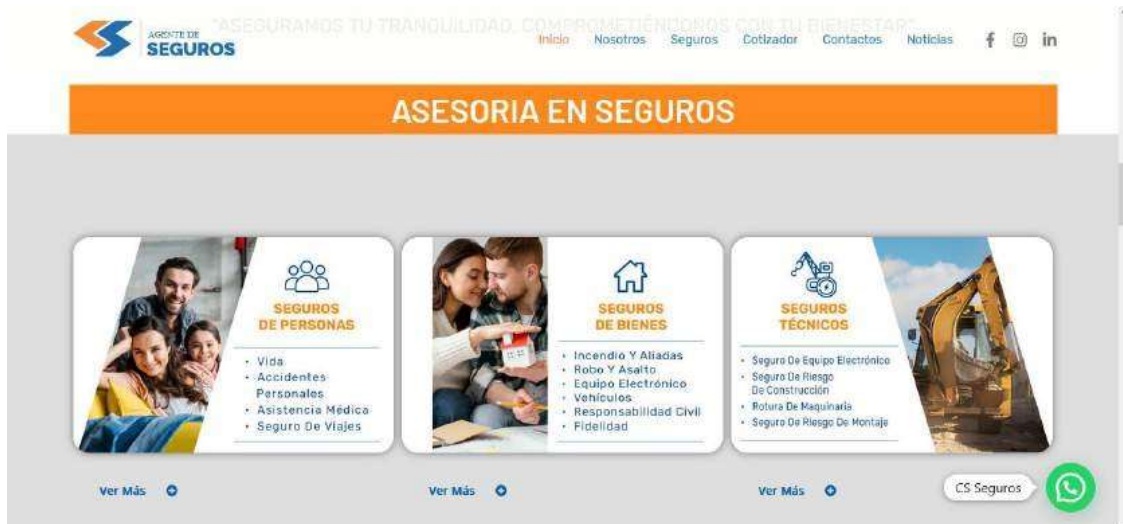 "ASEGURAMOS TU TRANQUILIDAD, COMPROMETIÉNDONOS CON TU BIENESTAR"
AGENTE DE
SEGUROS
Inicio Nosotros Seguros Cotizador Contactos Noticias f in
ASESORIA EN SEGUROS
SEGUROS
DE PERSONAS
• Vida
• Accidentes
Personales
• Asistencia Médica
• Seguro De Viajes
SEGUROS
DE BIENES
• Incendio Y Aliadas
• Robo Y Asalto
• Equipo Electrónico
• Vehículos
• Responsabilidad Civil
• Fidelidad
SEGUROS
TÉCNICOS
• Seguro De Equipo Electrónico
• Seguro De Riesgo
De Construcción
• Rotura De Maquinaria
• Seguro De Riesgo De Montaje
Ver Más
Ver Más
Ver Más
CS Seguros